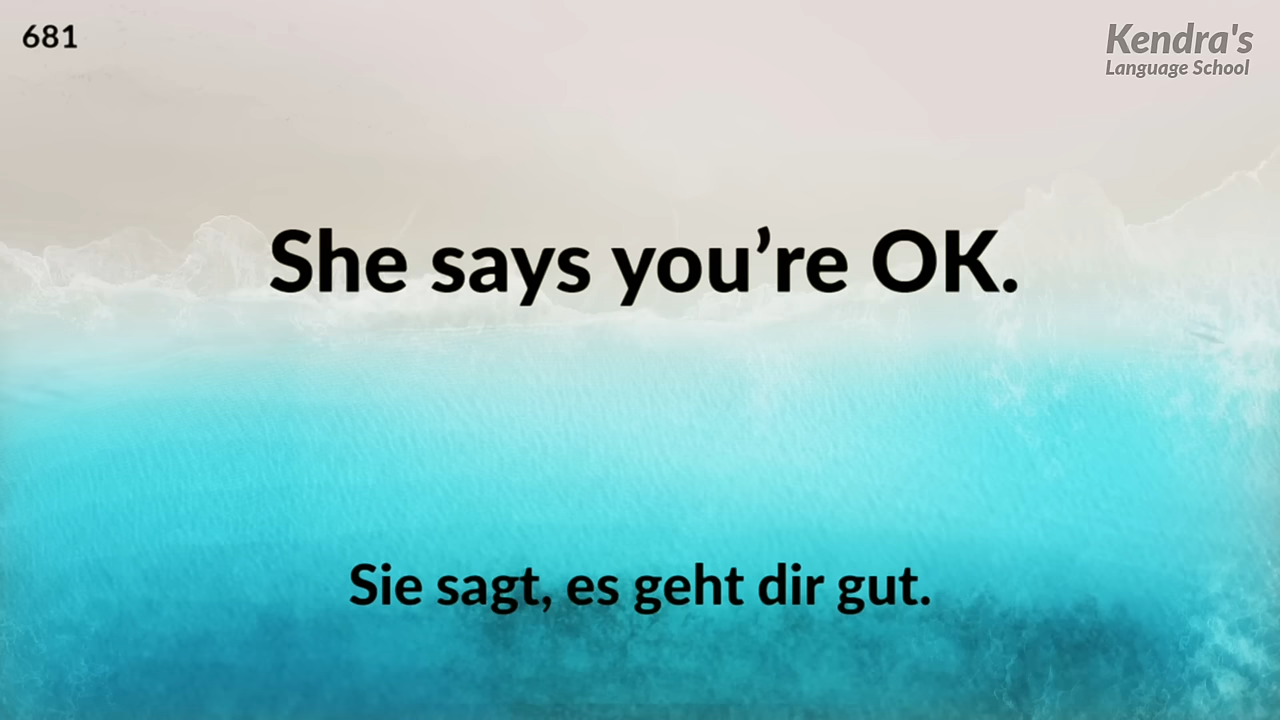 681
Kendra's
Language School
She says you’re OK.
Sie sagt, es geht dir gut.